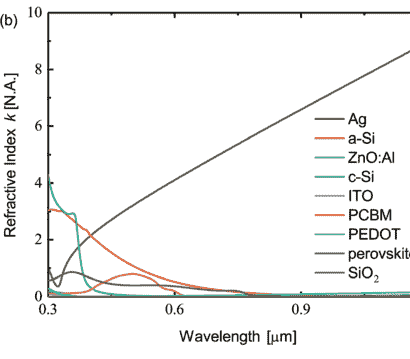 (b)
10
8
6
4
2
0
0.3
0.6
0.9
Refractive Index k [N.A.]
Wavelength [μm]
Ag
a-Si
ZnO:Al
c-Si
ITO
PCBM
PEDOT
perovskite
SiO₂